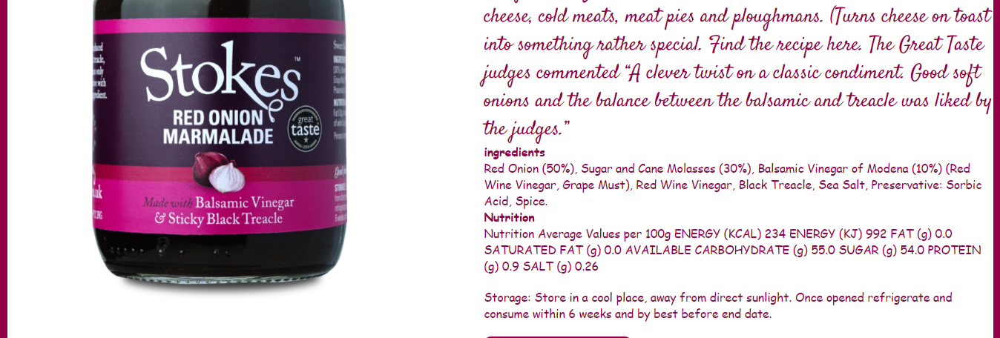 cheese, cold meats, meat pies and ploughmans. (Turns cheese on toast
into something rather special. Find the recipe here. The Great Taste
judges commented “A clever twist on a classic condiment. Good soft
onions and the balance between the balsamic and treacle was liked by
the judges.”
ingredients
Red Onion (50%), Sugar and Cane Molasses (30%), Balsamic Vinegar of Modena (10%) (Red
Wine Vinegar, Grape Must), Red Wine Vinegar, Black Treacle, Sea Salt, Preservative: Sorbic
Acid, Spice.
Nutrition
Nutrition Average Values per 100g ENERGY (KCAL) 234 ENERGY (KJ) 992 FAT (g) 0.0
SATURATED FAT (g) 0.0 AVAILABLE CARBOHYDRATE (g) 55.0 SUGAR (g) 54.0 PROTEIN
(g) 0.9 SALT (g) 0.26
Storage: Store in a cool place, away from direct sunlight. Once opened refrigerate and
consume within 6 weeks and by best before end date.
Stokes™
RED ONION
MARMALADE
great
taste
Made with Balsamic Vinegar
& Sticky Black Treacle